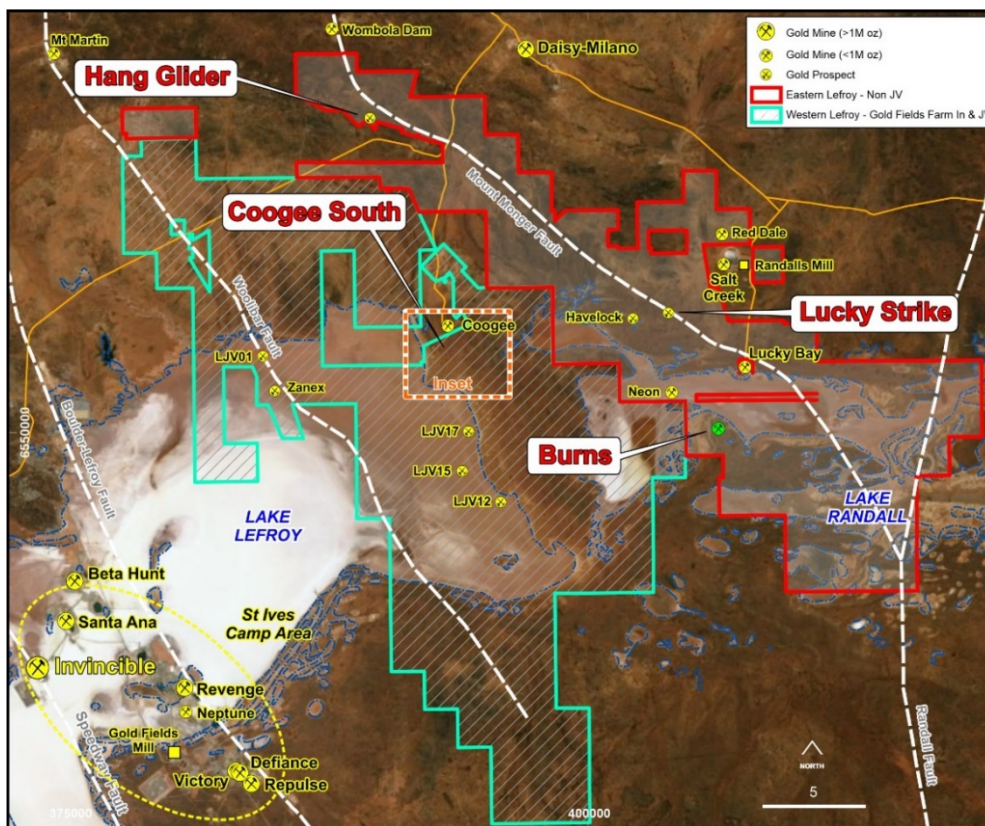 Mt Martin
Wombola Dam
Daisy-Milano
Gold Mine (>1M oz)
Gold Mine (<1M oz)
Gold Prospect
Eastern Lefroy - Non JV
Western Lefroy - Gold Fields Farm In & J
Hang Glider
Mount Monger Fault
Coogee South
Red Dale
Randalls Mill
Salt
Creek
Woolibar Fault
Coogee
Havelock
Lucky Strike
LJV01
Lucky Bay
Inset
Zanex
Neon
6550000
Boulder-Lefroy Fault
LJV17
Burns
LJV15
LJV12
LAKE
LEFROY
LAKE
RANDALL
Beta Hunt
St Ives
Camp Area
Santa Ana
Invincible
Revenge
Neptune
Gold Fields
Mill
Speedway Fault
Defiance
Victory
Repulse
Randall Fault
NORTH
5
375000
400000